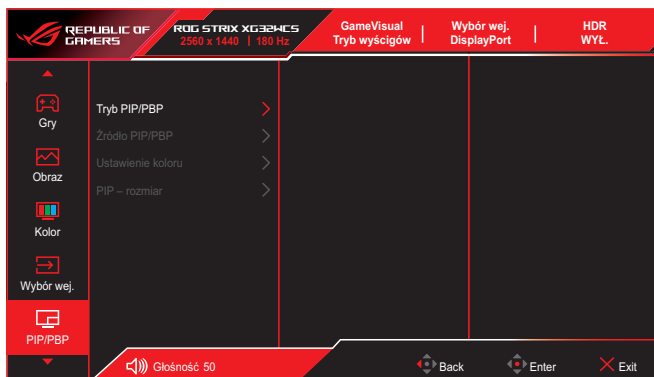 REPUBLIC OF
GAMERS
ROG STRIX XG32WCS
2560 x 1440 | 180 Hz
GameVisual
Tryb wyścigów
Wybór wej.
DisplayPort
HDR
WYŁ.
Gry
Obraz
Kolor
Wybór wej.
PIP/PBP
Tryb PIP/PBP
Źródło PIP/PBP
Ustawienie koloru
PIP – rozmiar
Głośność 50
Back
Enter
Exit